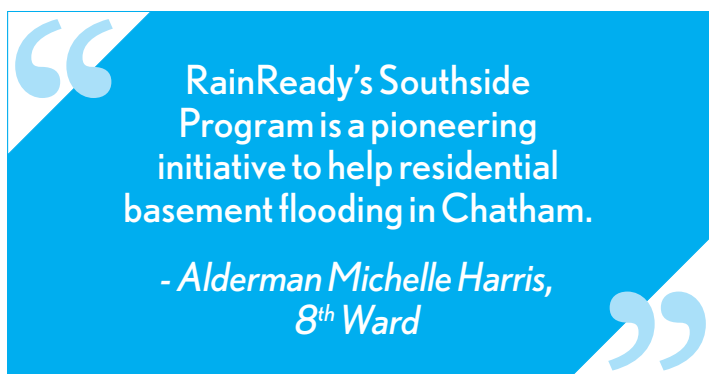 RainReady's Southside
Program is a pioneering
initiative to help residential
basement flooding in Chatham.
- Alderman Michelle Harris,
8th Ward